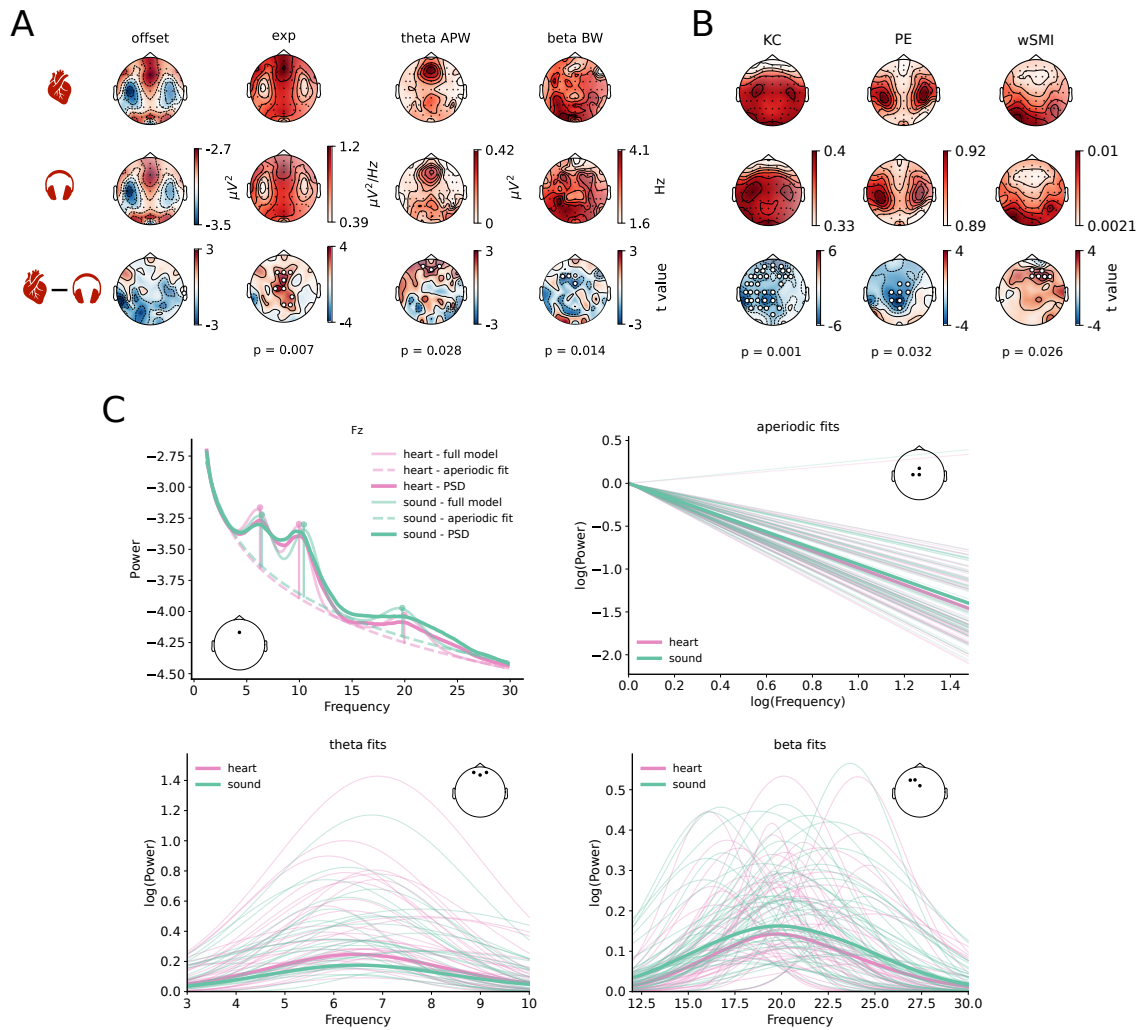 A
B
offset
exp
theta APW
beta BW
KC
PE
wSMI
-2.7
-3.5
μV²
1.2
0.39
μV²/Hz
0.42
0
μV²
4.1
1.6
Hz
0.4
0.33
0.92
0.89
0.01
0.0021
3
-3
4
-4
3
-3
3
-3
t value
6
-6
4
-4
4
-4
t value
p = 0.007
p = 0.028
p = 0.014
p = 0.001
p = 0.032
p = 0.026
C
Fz
heart - full model
heart - aperiodic fit
heart - PSD
sound - full model
sound - aperiodic fit
sound - PSD
Power
−2.75
−3.00
−3.25
−3.50
−3.75
−4.00
−4.25
−4.50
0 5 10 15 20 25 30
Frequency
aperiodic fits
log(Power)
0.5
0.0
−0.5
−1.0
−1.5
−2.0
heart
sound
0.0 0.2 0.4 0.6 0.8 1.0 1.2 1.4
log(Frequency)
theta fits
heart
sound
log(Power)
1.4
1.2
1.0
0.8
0.6
0.4
0.2
0.0
3 4 5 6 7 8 9 10
Frequency
beta fits
heart
sound
log(Power)
0.5
0.4
0.3
0.2
0.1
0.0
12.5 15.0 17.5 20.0 22.5 25.0 27.5 30.0
Frequency